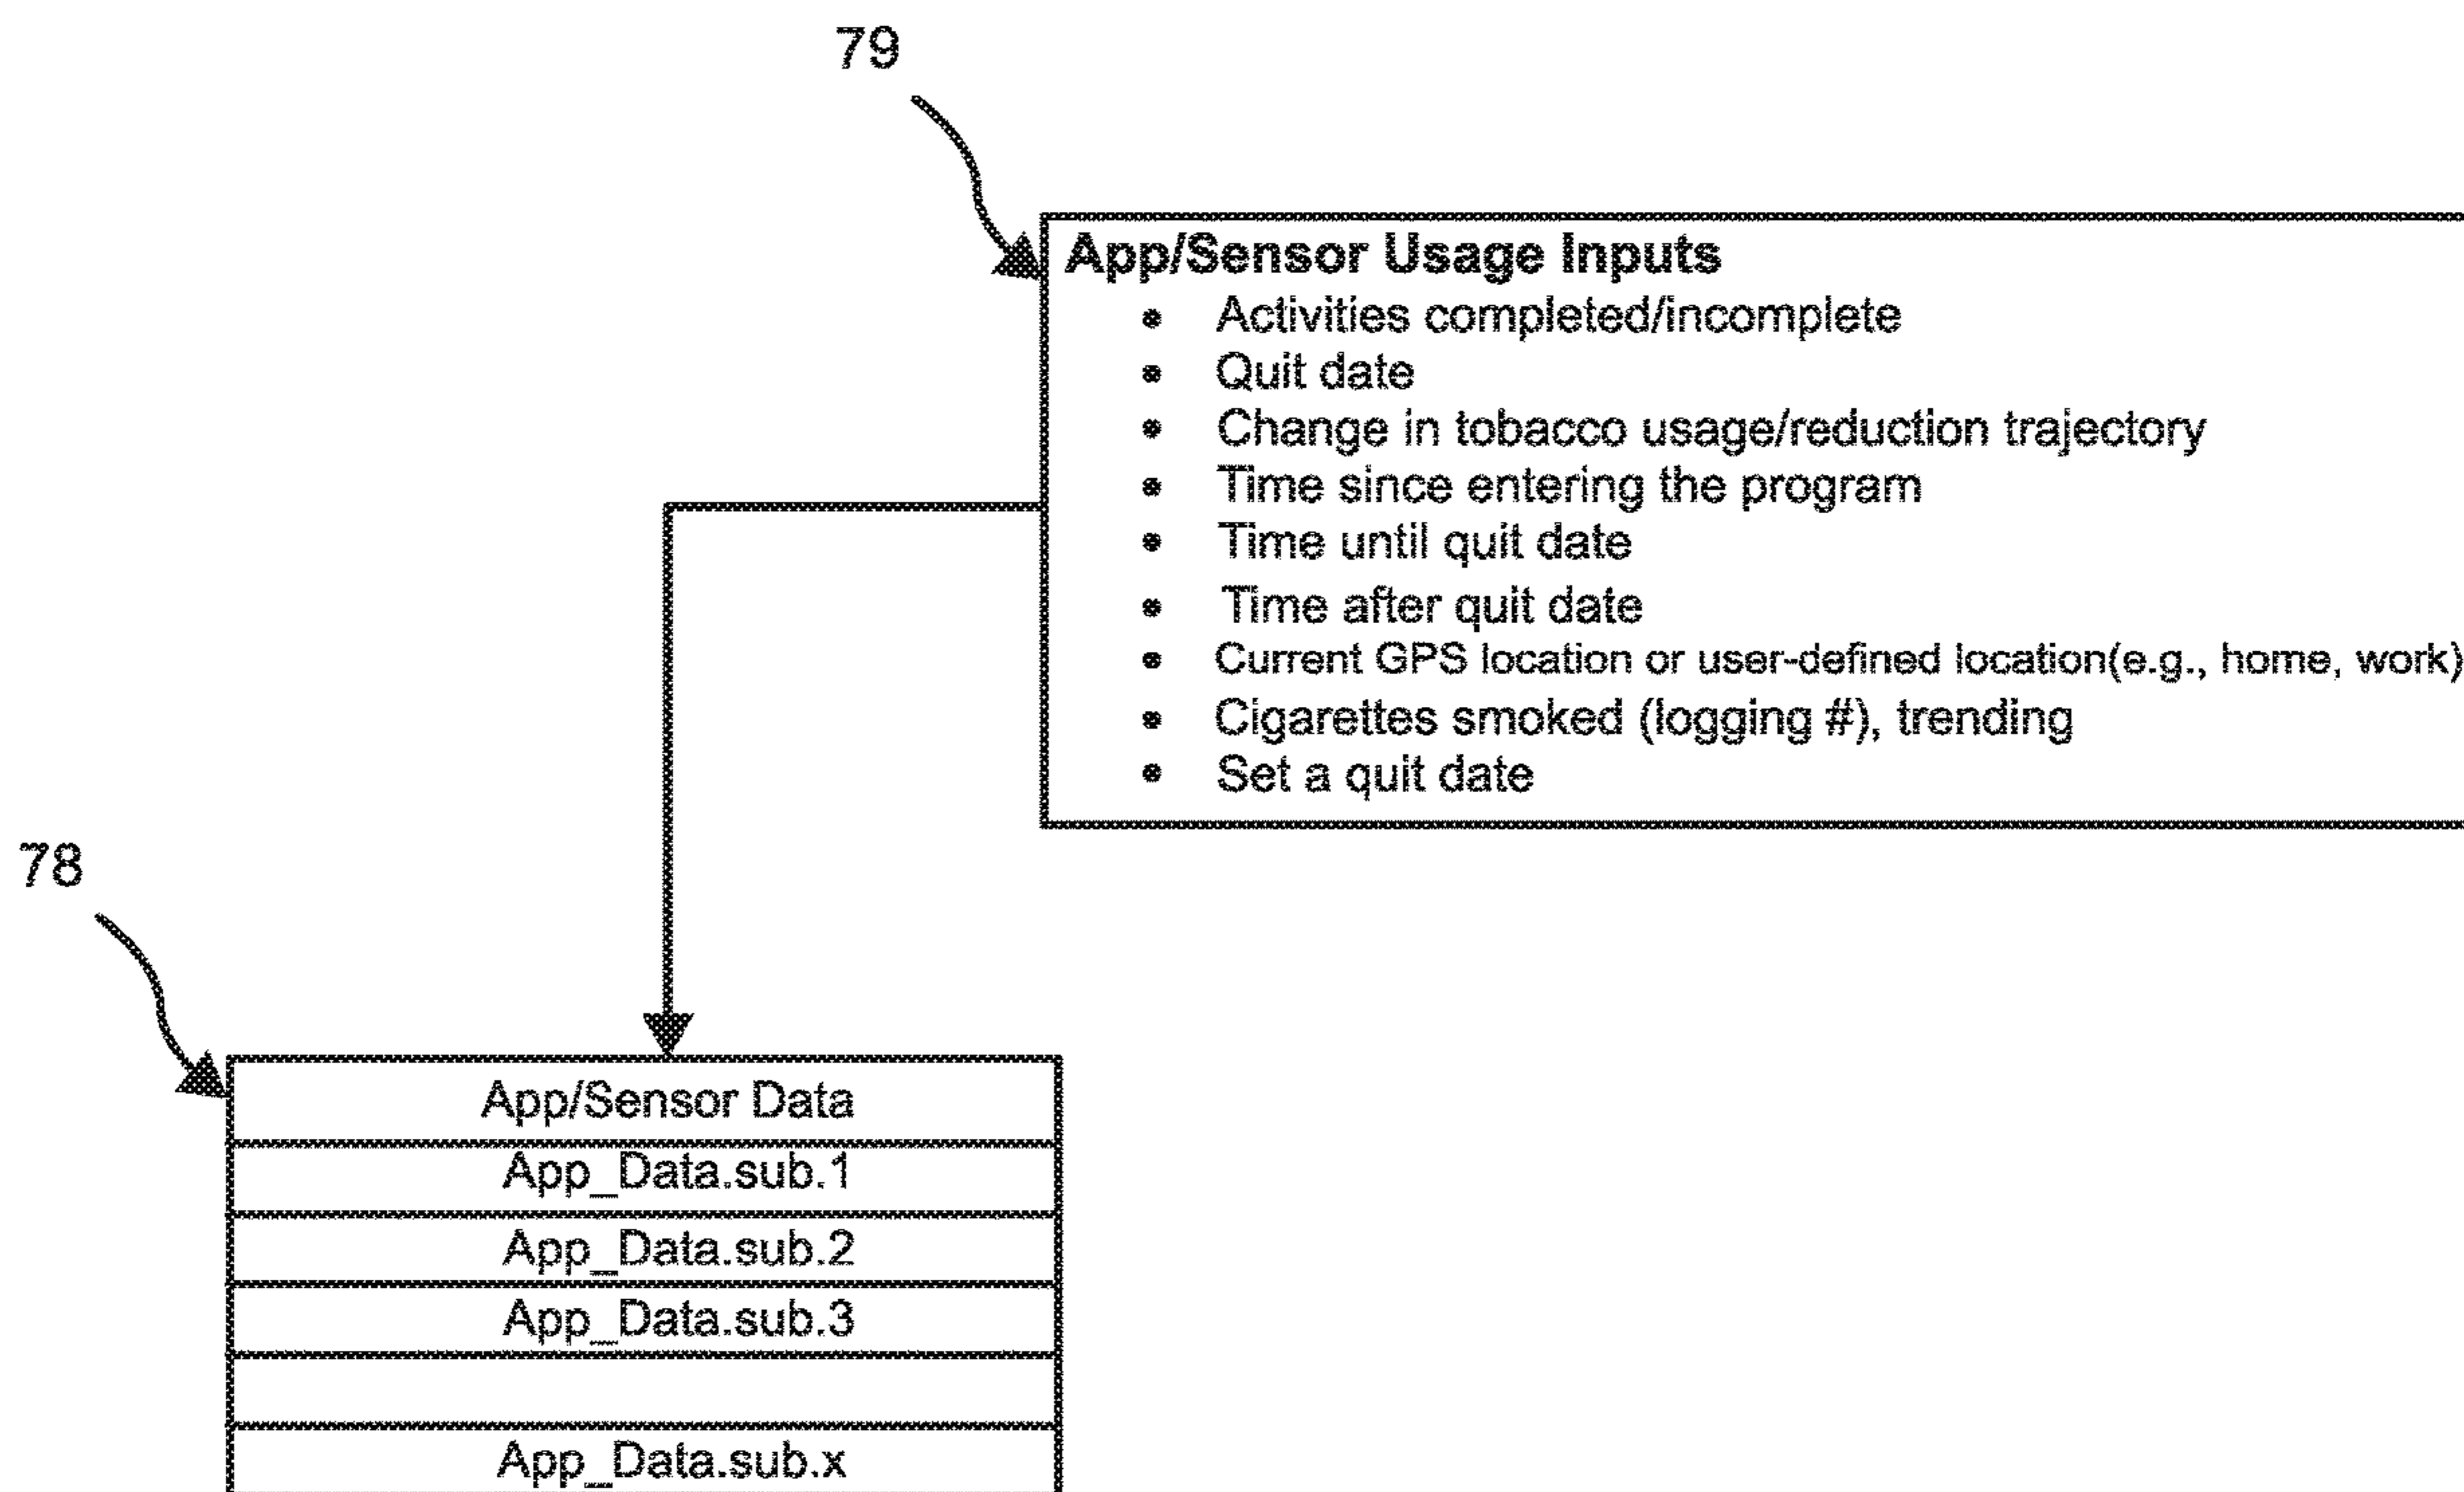 79
App/Sensor Usage Inputs
• Activities completed/incomplete
• Quit date
• Change in tobacco usage/reduction trajectory
• Time since entering the program
• Time until quit date
• Time after quit date
• Current GPS location or user-defined location(e.g., home, work)
• Cigarettes smoked (logging #), trending
• Set a quit date
78
App/Sensor Data
App_Data.sub.1
App_Data.sub.2
App_Data.sub.3
App_Data.sub.x